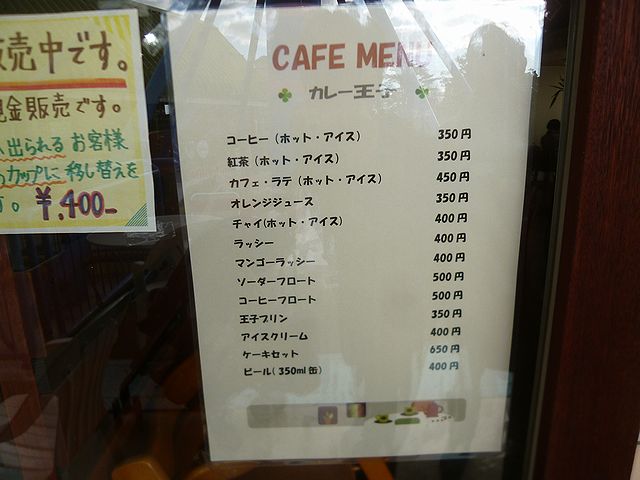 売中です。
金販売です。
出られる お客様
カップに 移し替えを
。 ¥.400-
CAFE MENU
カレー王子
コーヒー (ホット・アイス) 350円
紅茶 (ホット・アイス) 350円
カフェ・ラテ (ホット・アイス) 450円
オレンジジュース 350円
チャイ(ホット・アイス) 400円
ラッシー 400円
マンゴーラッシー 400円
ソーダーフロート 500円
コーヒーフロート 500円
王子プリン 350円
アイスクリーム 400円
ケーキセット 650円
ビール( 350ml 缶) 400円